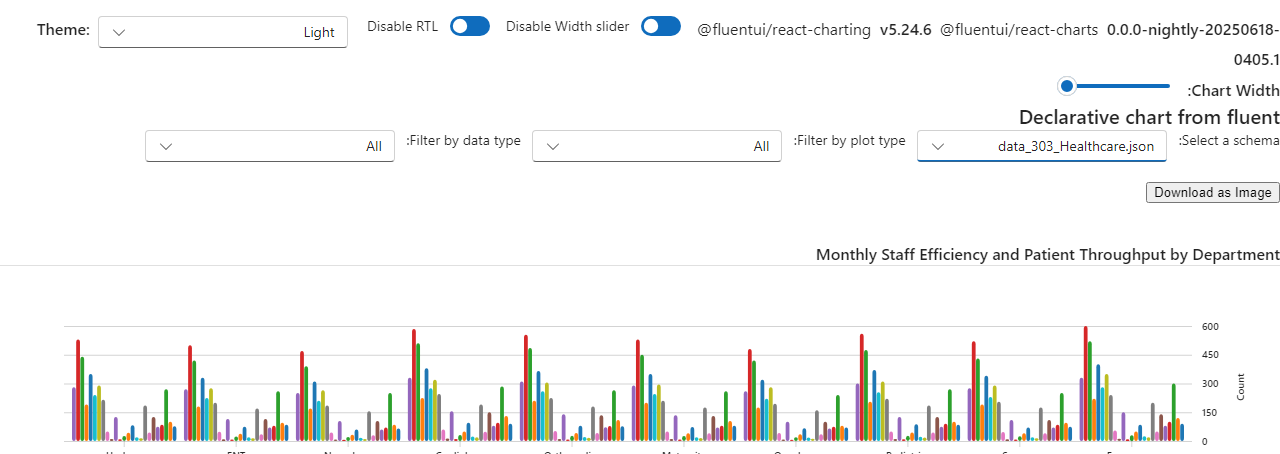 Theme: Light Disable RTL Disable Width slider @fluentui/react-charting v5.24.6 @fluentui/react-charts 0.0.0-nightly-20250618-
0405.1
:Chart Width
Declarative chart from fluent
:Select a schema data_303_Healthcare.json :Filter by plot type All :Filter by data type All
Download as Image
Monthly Staff Efficiency and Patient Throughput by Department
600
450
300
150
0
Count